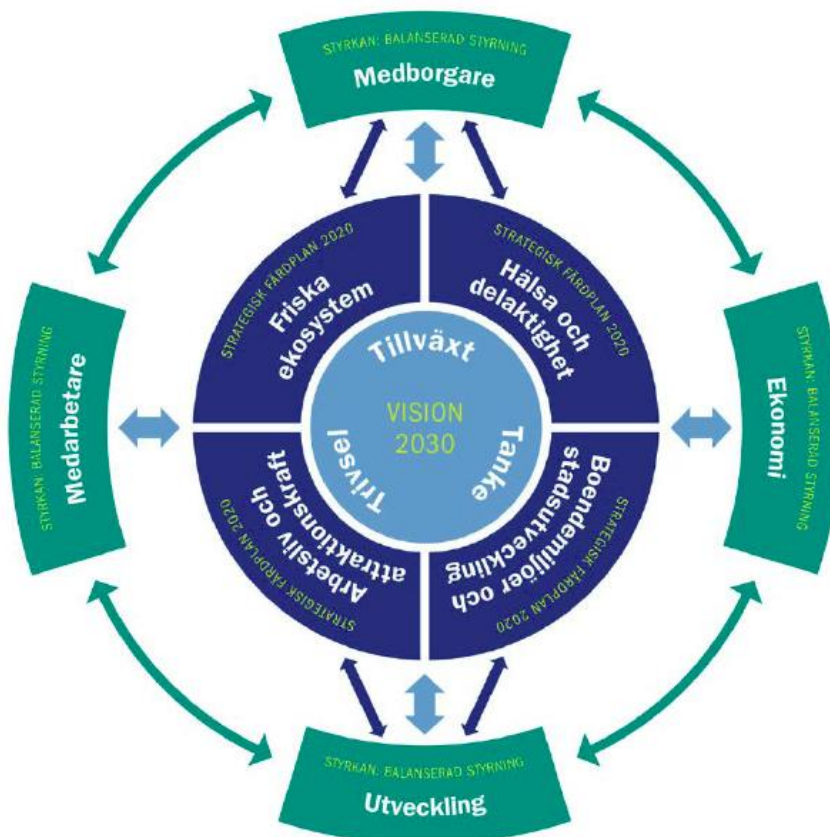 STYRKAN: BALANSERAD STYRNING
Medborgare
STRATEGISK FÄRDPLAN 2020
Friska
ekosystem
STRATEGISK FÄRDPLAN 2020
Hälsa och
delaktighet
STYRKAN: BALANSERAD STYRNING
Medarbetare
Tillväxt
VISION
2030
Trivsel
Tanke
STYRKAN: BALANSERAD STYRNING
Ekonomi
Arbetsliv och
attraktionskraft
STRATEGISK FÄRDPLAN 2020
Boendemiljöer och
stadsutveckling
STRATEGISK FÄRDPLAN 2020
STYRKAN: BALANSERAD STYRNING
Utveckling